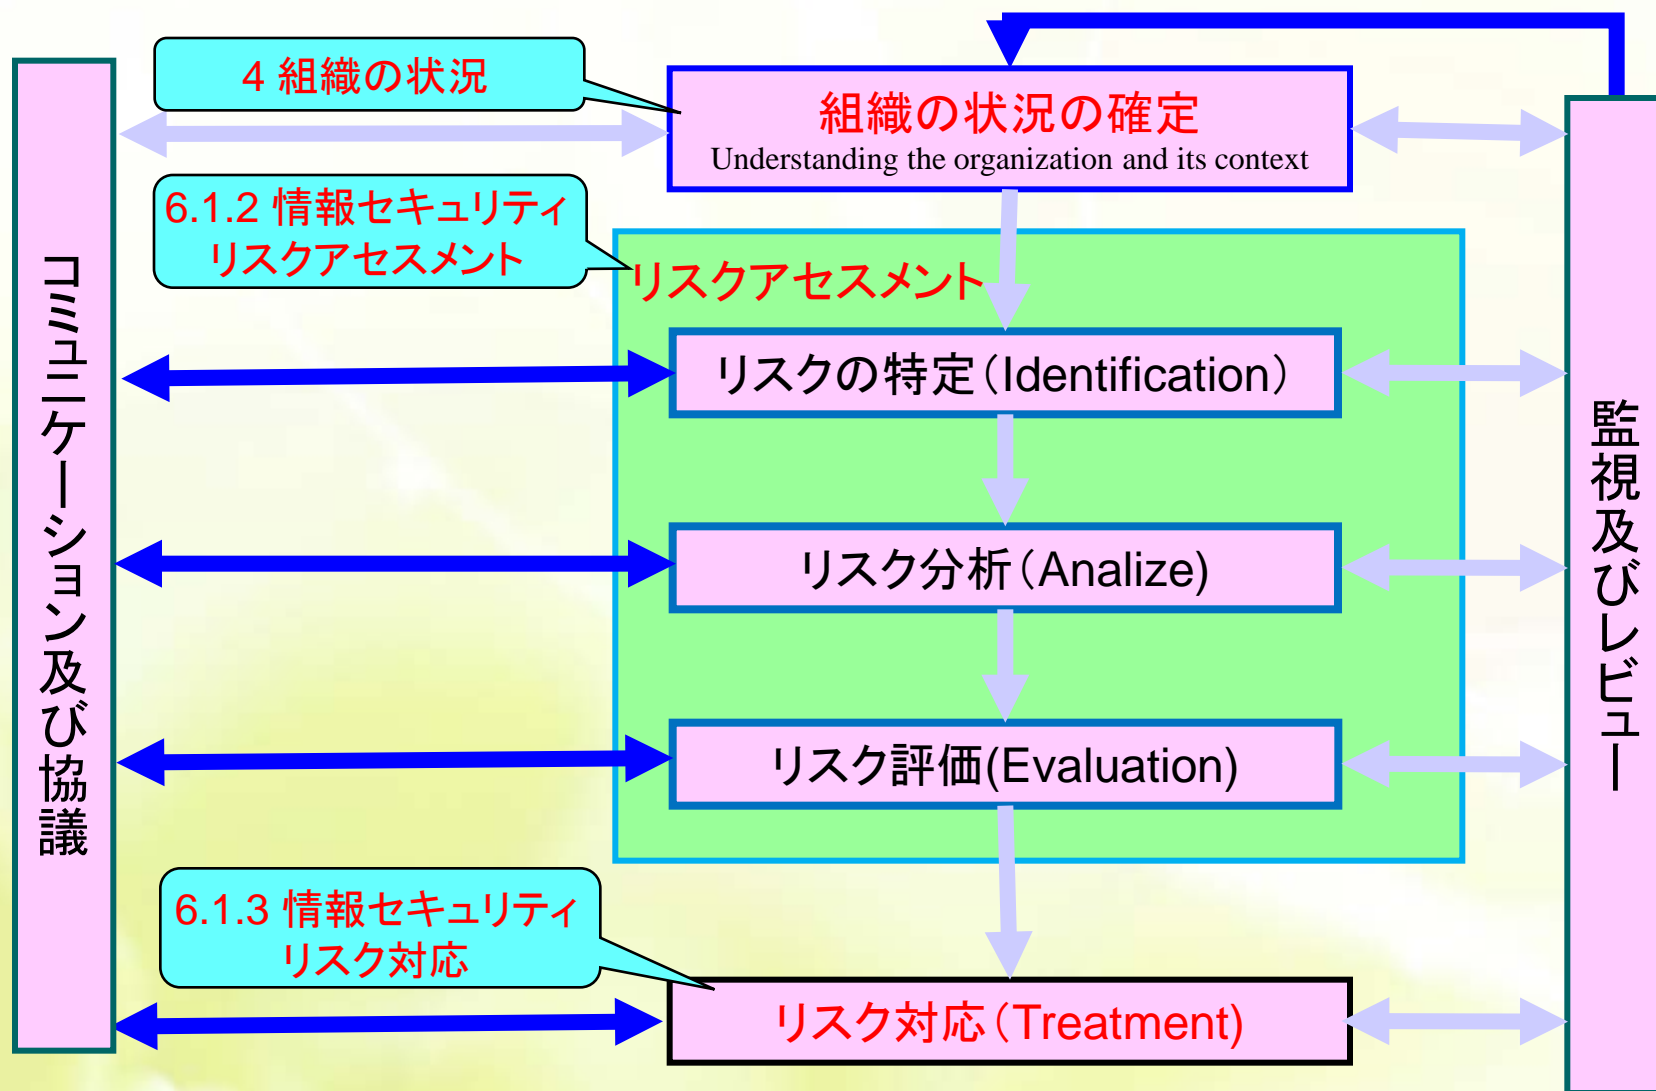 4 組織の状況
組織の状況の確定
Understanding the organization and its context
6.1.2 情報セキュリティ
リスクアセスメント
リスクアセスメント
コミュニケーション及び協議
リスクの特定（Identification）
監視及びレビュー
リスク分析（Analize)
リスク評価(Evaluation)
6.1.3 情報セキュリティ
リスク対応
リスク対応（Treatment)